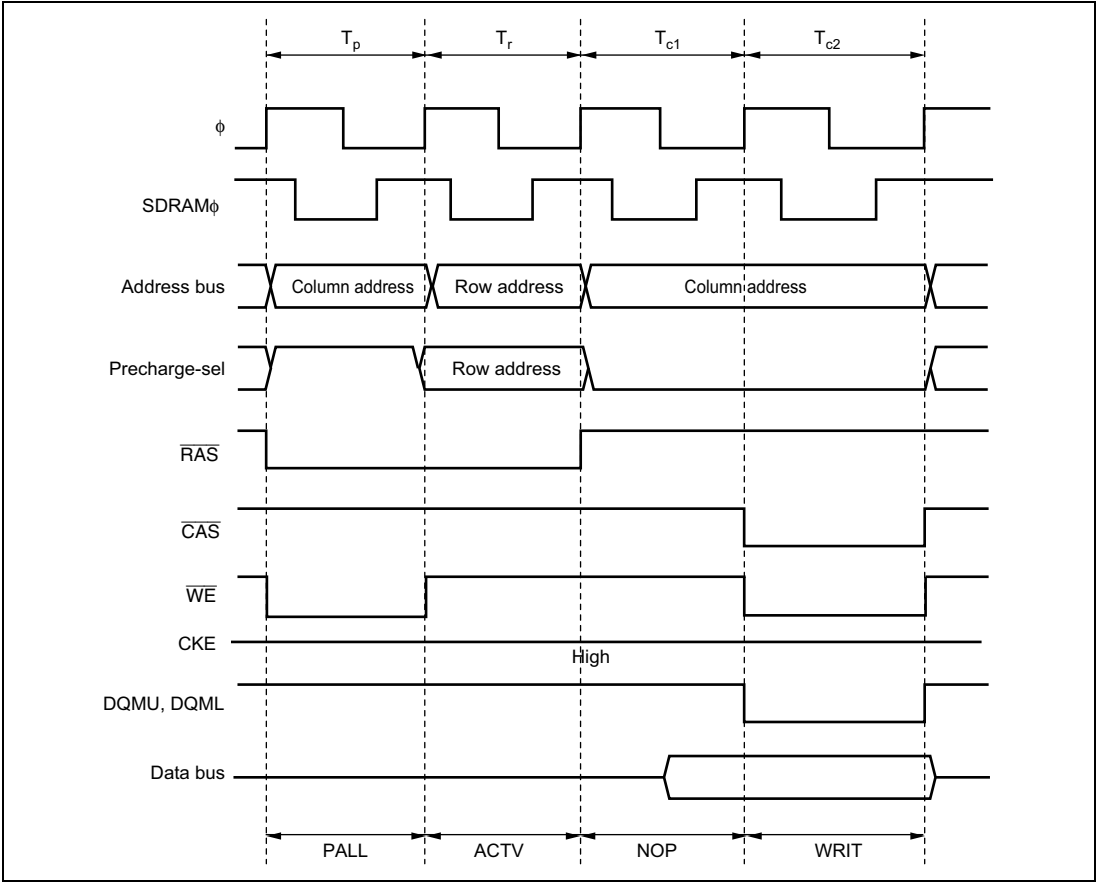 Tp Tr Tc1 Tc2
ϕ
SDRAMϕ
Address bus Column address Row address Column address
Precharge-sel Row address
RAS
CAS
WE
CKE
High
DQMU, DQML
Data bus
PALL ACTV NOP WRIT